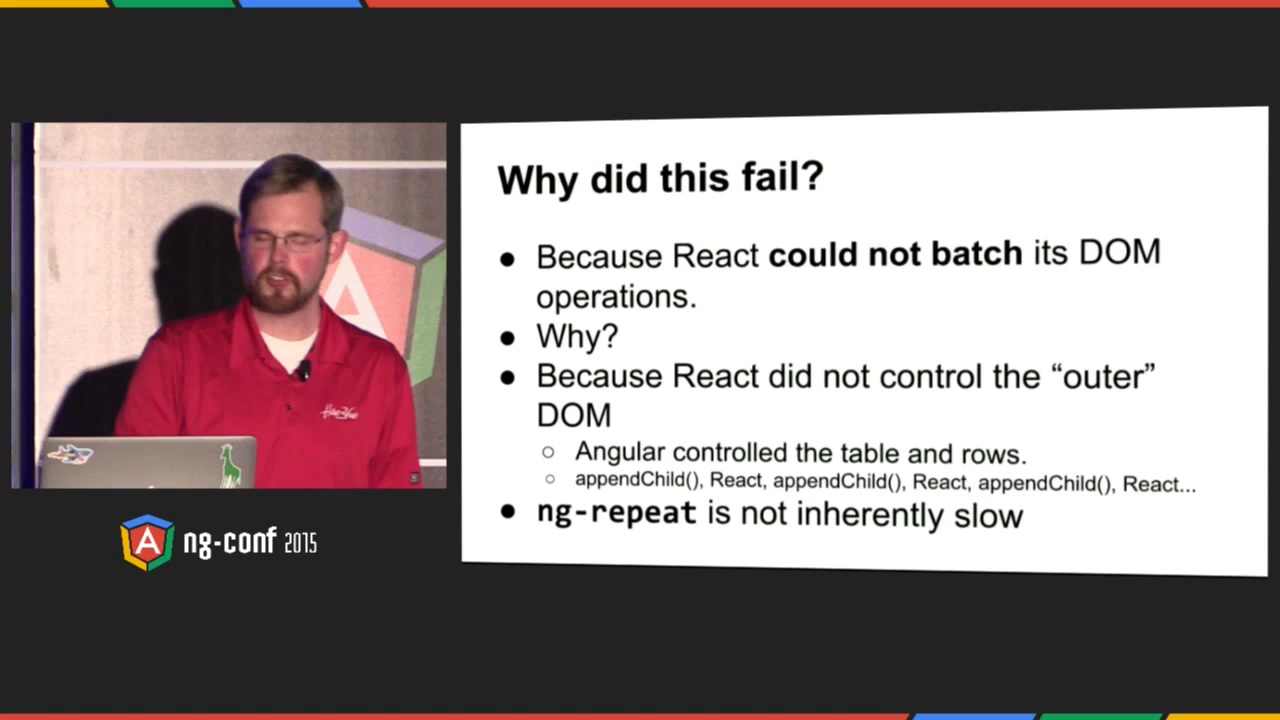 Why did this fail?
● Because React could not batch its DOM
operations.
● Why?
● Because React did not control the “outer”
DOM
○ Angular controlled the table and rows.
○ appendChild(), React, appendChild(), React, appendChild(), React...
● ng-repeat is not inherently slow
A
ng-conf 2015